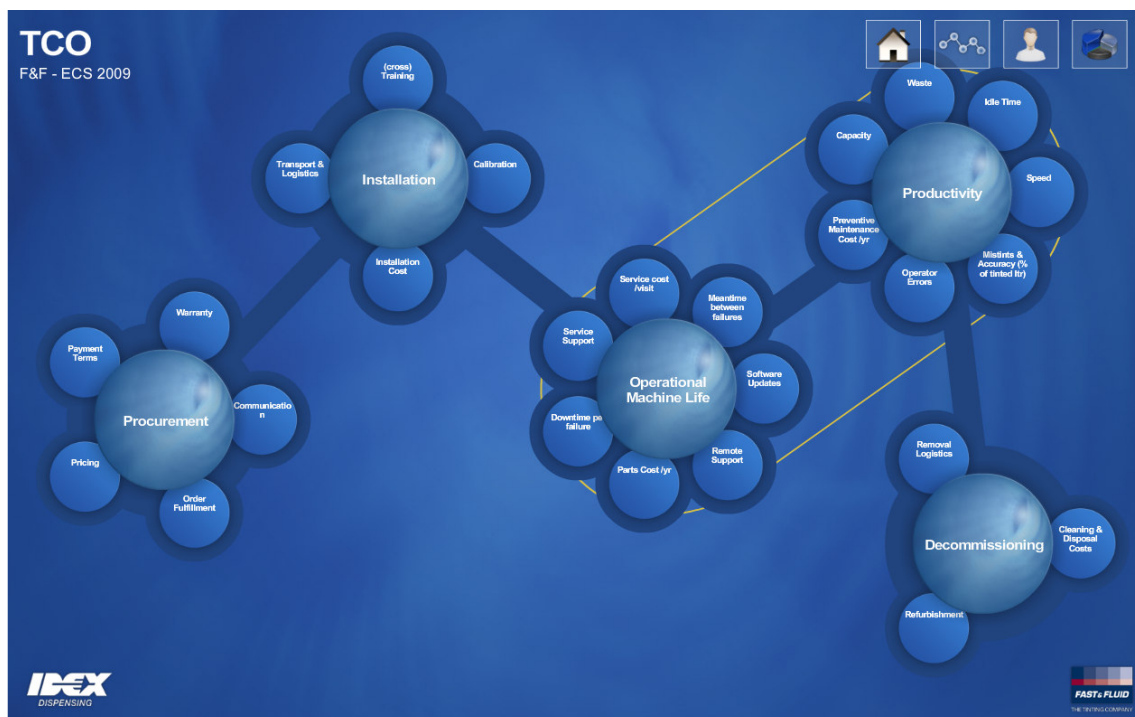 TCO
F&F - ECS 2009
(cross)
Training
Transport &
Logistics
Installation
Calibration
Installation
Cost
Warranty
Payment
Terms
Procurement
Communicatio
n
Pricing
Order
Fulfillment
Service cost
/visit
Meantime
between
failures
Service
Support
Operational
Machine Life
Software
Updates
Downtime pe
failure
Parts Cost /yr
Remote
Support
Waste
Idle Time
Capacity
Productivity
Speed
Preventive
Maintenance
Cost /yr
Operator
Errors
Mistints &
Accuracy (%
of tinted ltr)
Removal
Logistics
Decommissioning
Cleaning &
Disposal
Costs
Refurbishment
IDEX
DISPENSING
FAST & FLUID
THE TINTING COMPANY